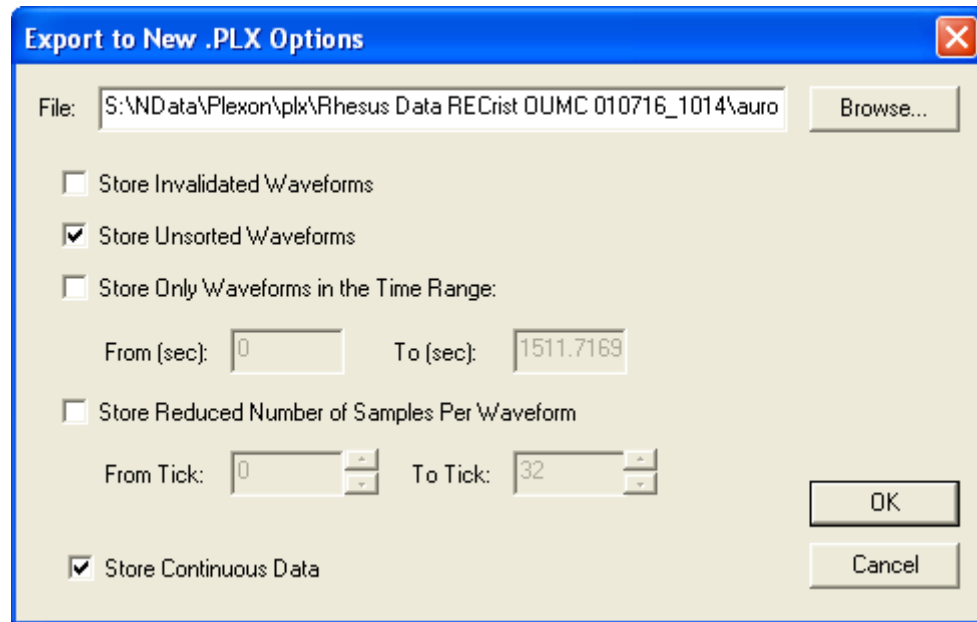 Export to New .PLX Options
File: S:\NData\Plexon\plx\Rhesus Data RECrist OUMC 010716_1014\auro Browse...
Store Invalidated Waveforms
Store Unsorted Waveforms
Store Only Waveforms in the Time Range:
From (sec): 0 To (sec): 1511.7169
Store Reduced Number of Samples Per Waveform
From Tick: 0 To Tick: 32
OK
Store Continuous Data
Cancel